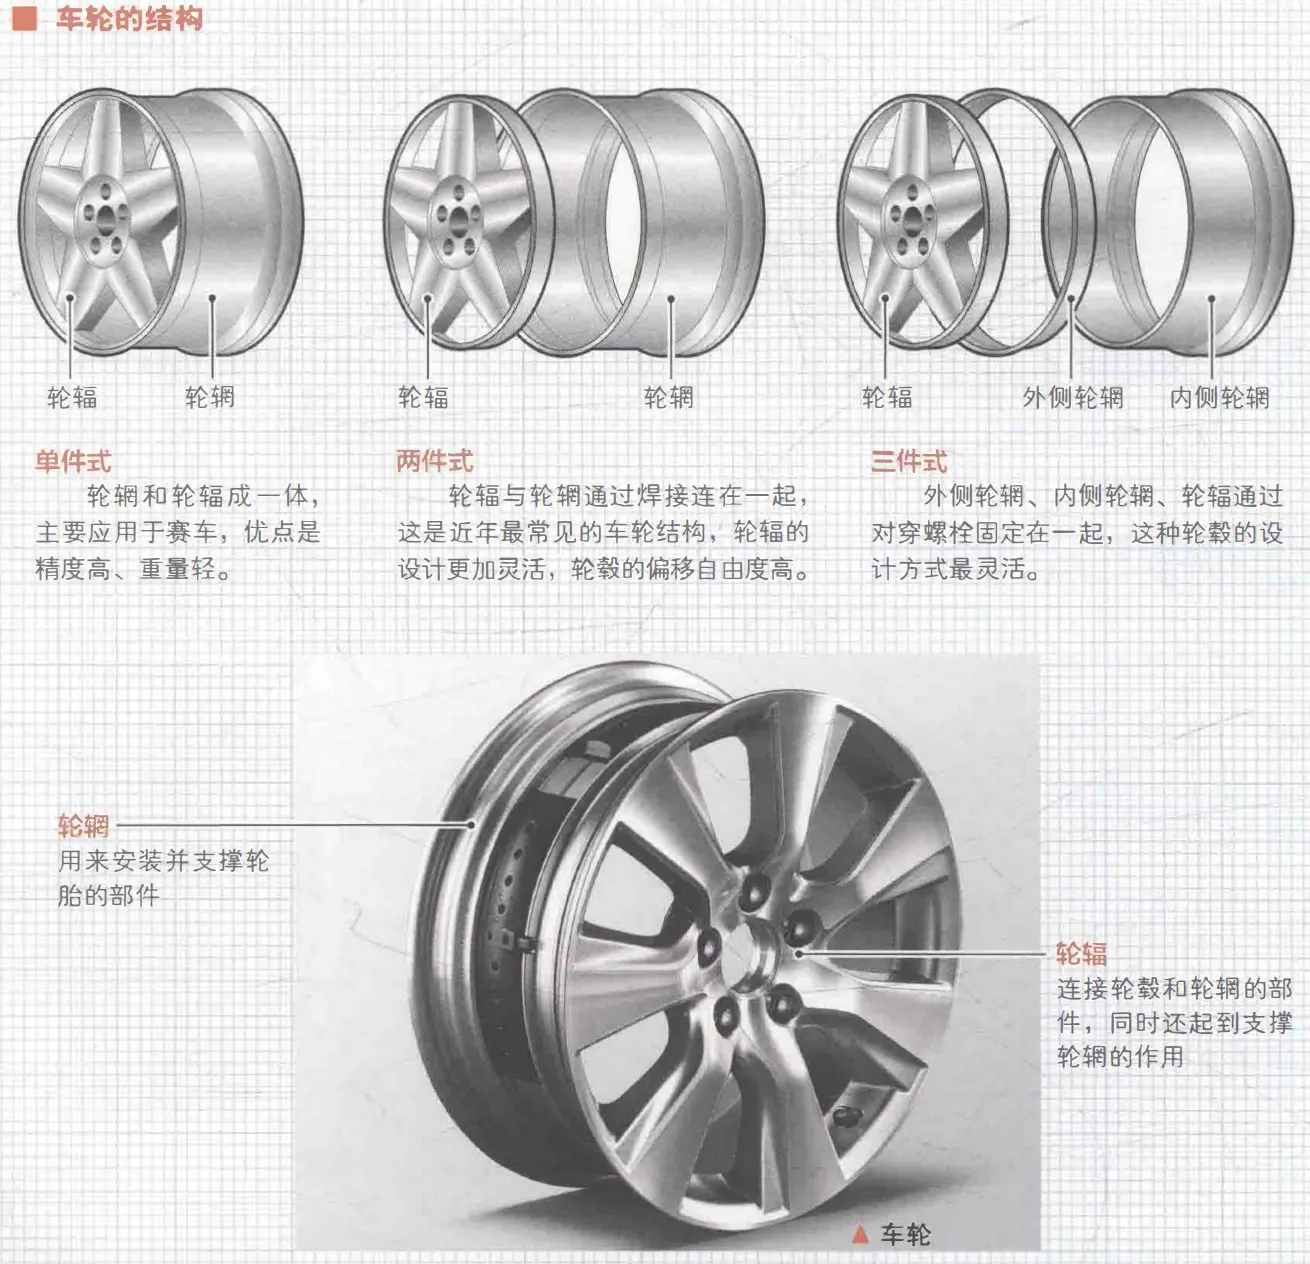 车轮的结构
轮辐
轮辋
轮辐
轮辋
轮辐
外侧轮辋
内侧轮辋
单件式
轮辋和轮辐成一体，
主要应用于赛车，优点是
精度高、重量轻。
两件式
轮辐与轮辋通过焊接连在一起，
这是近年最常见的车轮结构，轮辐的
设计更加灵活，轮毂的偏移自由度高。
三件式
外侧轮辋、内侧轮辋、轮辐通过
对穿螺栓固定在一起，这种轮毂的设
计方式最灵活。
轮辋
用来安装并支撑轮
胎的部件
轮辐
连接轮毂和轮辋的部
件，同时还起到支撑
轮辋的作用
▲ 车轮